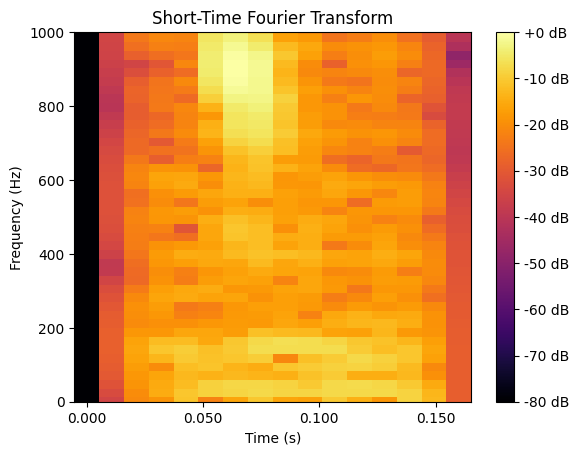 Short-Time Fourier Transform
Frequency (Hz)
1000
800
600
400
200
0
0.000
0.050
0.100
0.150
Time (s)
+0 dB
-10 dB
-20 dB
-30 dB
-40 dB
-50 dB
-60 dB
-70 dB
-80 dB